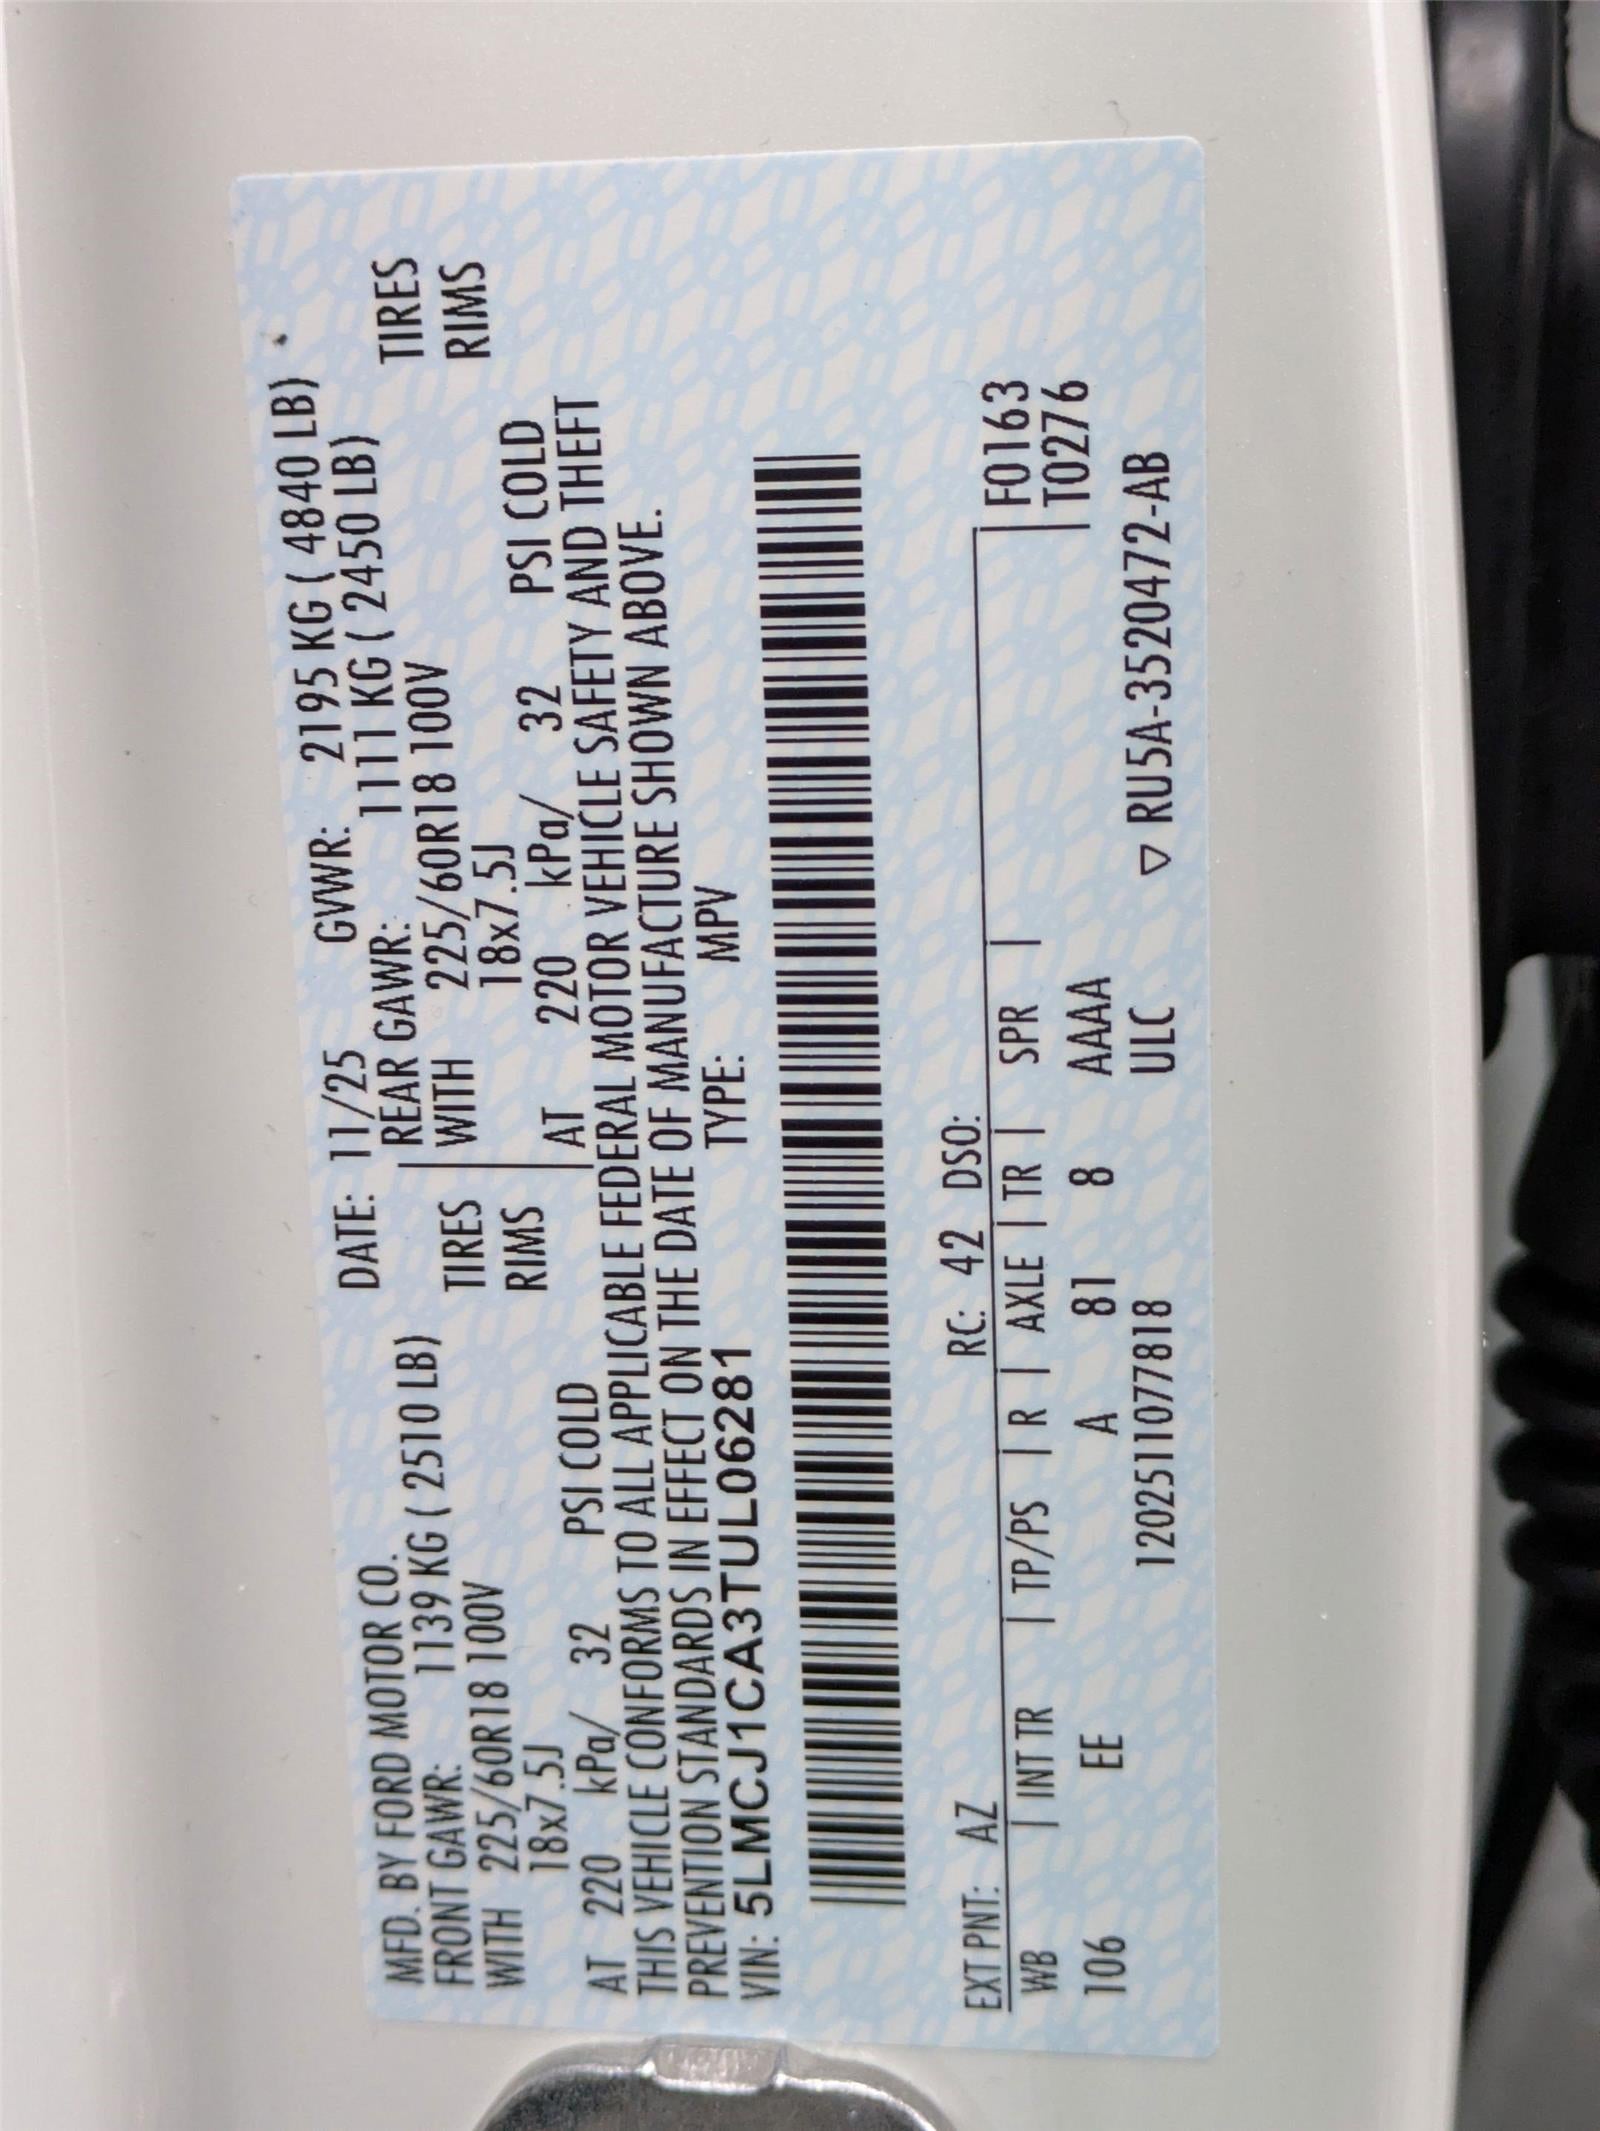 MFD. BY FORD MOTOR CO. DATE: 11/25 GVWR: 2195 KG ( 4840 LB)
FRONT GAWR: 1139 KG ( 2510 LB) REAR GAWR: 1111 KG ( 2450 LB)
WITH 225/60R18 100V TIRES WITH 225/60R18 100V TIRES
18x7.5J RIMS 18x7.5J RIMS
AT 220 kPa/ 32 PSI COLD AT 220 kPa/ 32 PSI COLD
THIS VEHICLE CONFORMS TO ALL APPLICABLE FEDERAL MOTOR VEHICLE SAFETY AND THEFT
PREVENTION STANDARDS IN EFFECT ON THE DATE OF MANUFACTURE SHOWN ABOVE.
VIN: 5LMCJ1CA3TUL06281 TYPE: MPV
EXT PNT: AZ RC: 42 DSO:
WB | INT TR | TP/PS | R | AXLE | TR | SPR | | F0163
106 EE A 81 8 AAAA | T0276
1202511077818 ULC ▽ RU5A-3520472-AB